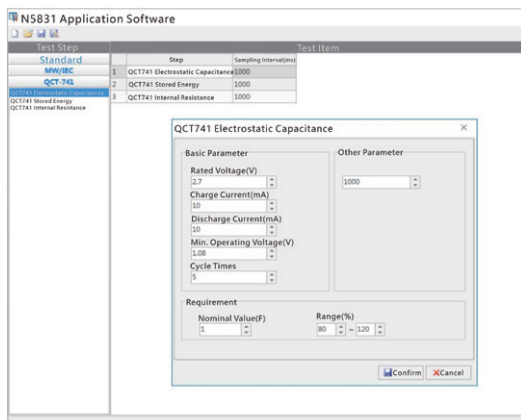 N5831 Application Software
Test Step
Test Item
Standard
MW/IEC
QCT-741
QCT741 Electrostatic Capacitance
QCT741 Stored Energy
QCT741 Internal Resistance
Step Sampling Interval(ms)
1 QCT741 Electrostatic Capacitance 1000
2 QCT741 Stored Energy 1000
3 QCT741 Internal Resistance 1000
QCT741 Electrostatic Capacitance
Basic Parameter
Rated Voltage(V)
2.7
Charge Current(mA)
10
Discharge Current(mA)
10
Min. Operating Voltage(V)
1.08
Cycle Times
5
Other Parameter
1000
Requirement
Nominal Value(F) Range(%)
1 80 ~ 120
Confirm Cancel